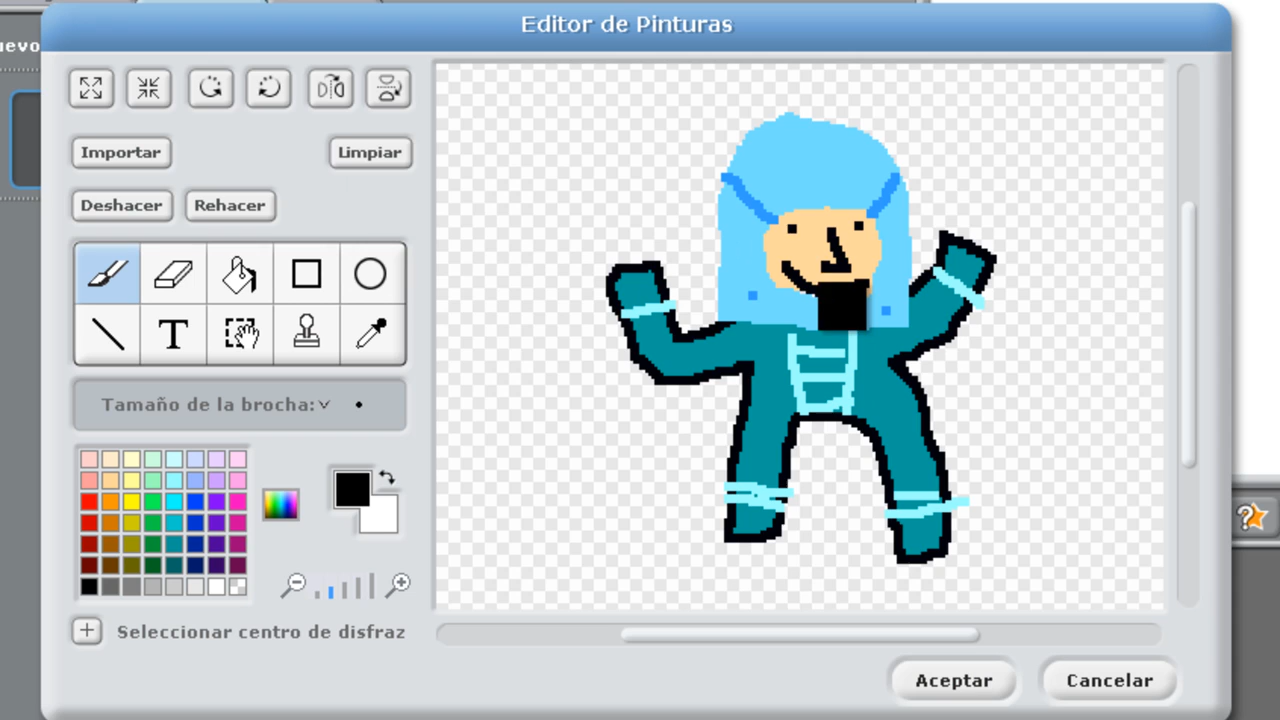 Editor de Pinturas
Importar
Limpiar
Deshacer
Rehacer
T
Tamaño de la brocha:
Seleccionar centro de disfraz
Aceptar
Cancelar